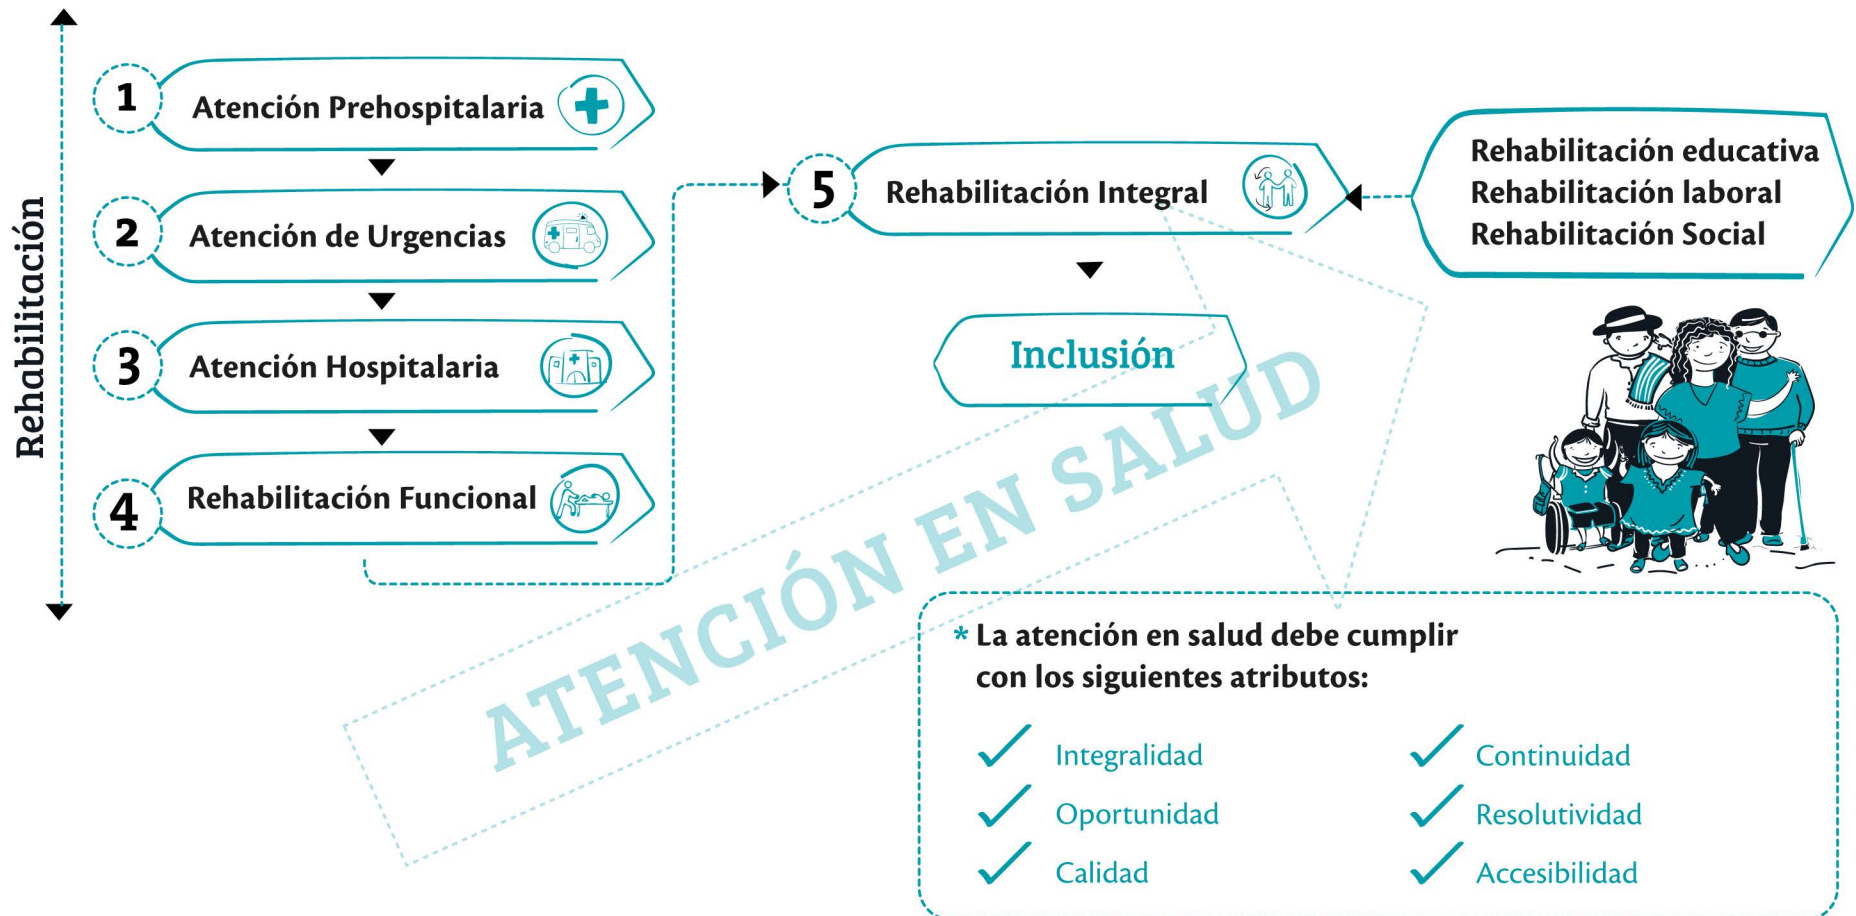 Rehabilitación
1
Atención Prehospitalaria
2
Atención de Urgencias
3
Atención Hospitalaria
4
Rehabilitación Funcional
5
Rehabilitación Integral
Rehabilitación educativa
Rehabilitación laboral
Rehabilitación Social
Inclusión
ATENCIÓN EN SALUD
* La atención en salud debe cumplir
con los siguientes atributos:
Integralidad
Oportunidad
Calidad
Continuidad
Resolutividad
Accesibilidad